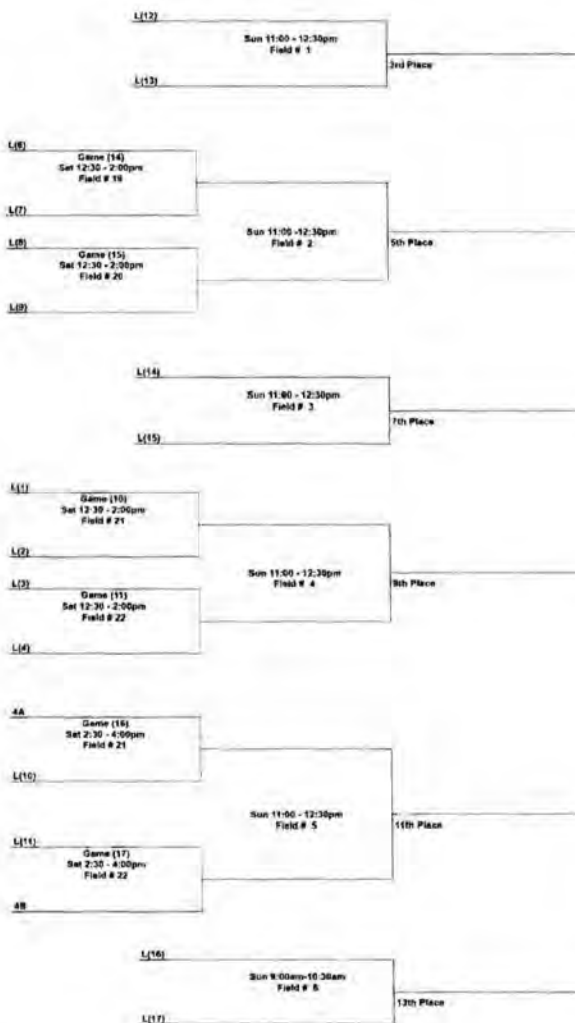 L(12)
Sun 11:00 - 12:30pm
Field # 1
3rd Place
L(13)
L(6)
Game (14)
Sat 12:30 - 2:00pm
Field # 19
L(7)
L(8)
Game (15)
Sat 12:30 - 2:00pm
Field # 20
L(9)
Sun 11:00 -12:30pm
Field # 2
5th Place
L(14)
Sun 11:00 - 12:30pm
Field # 3
7th Place
L(15)
L(1)
Game (10)
Sat 12:30 - 2:00pm
Field # 21
L(2)
L(3)
Game (11)
Sat 12:30 - 2:00pm
Field # 22
L(4)
Sun 11:00 - 12:30pm
Field # 4
9th Place
4A
Game (16)
Sat 2:30 - 4:00pm
Field # 21
L(10)
L(11)
Game (17)
Sat 2:30 - 4:00pm
Field # 22
4B
Sun 11:00 - 12:30pm
Field # 5
11th Place
L(16)
Sun 9:00am-10:30am
Field # 5
13th Place
L(17)